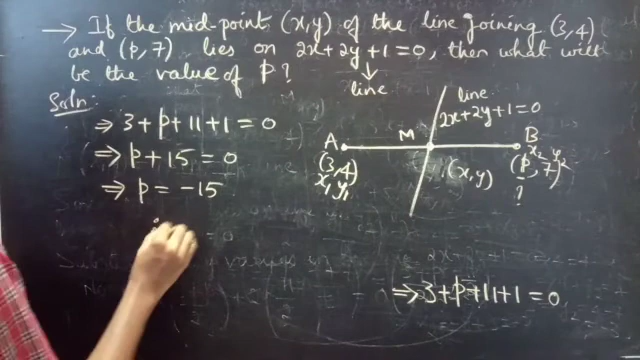 → If the mid-point (x,y) of the line joining (3,4)
and (p,7) lies on 2x+2y+1=0, then what will
be the value of p?
line
Soln:
⇒ 3+p+11+1=0
⇒ p+15=0
⇒ p=-15
line
2x+2y+1=0
A M B
(3,4)
x₁ y₁
(x,y)
x₂ y₂
(p,7)
?
⇒3+p+11+1=0